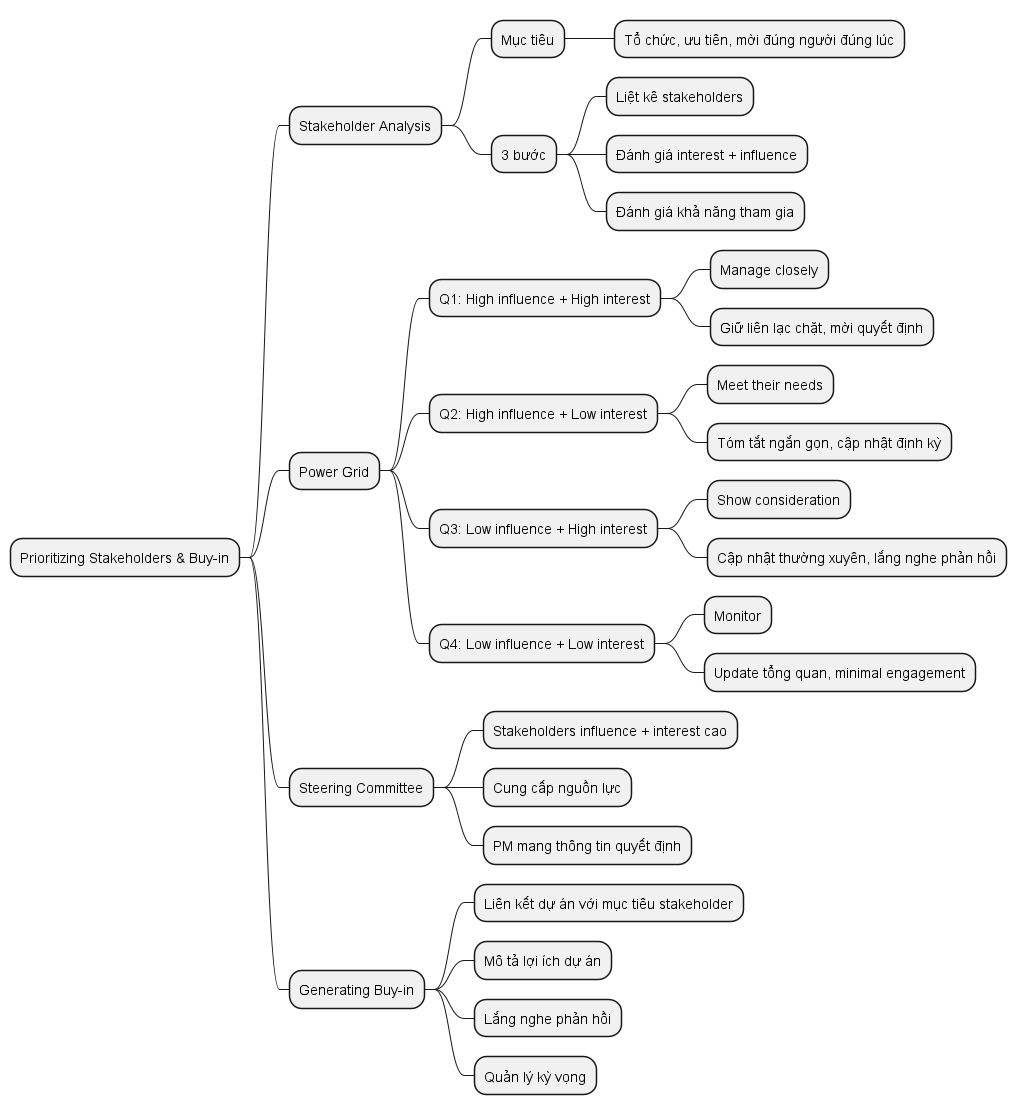 Prioritizing Stakeholders & Buy-in
Stakeholder Analysis
Mục tiêu
Tổ chức, ưu tiên, mời đúng người đúng lúc
3 bước
Liệt kê stakeholders
Đánh giá interest + influence
Đánh giá khả năng tham gia
Power Grid
Q1: High influence + High interest
Manage closely
Giữ liên lạc chặt, mời quyết định
Q2: High influence + Low interest
Meet their needs
Tóm tắt ngắn gọn, cập nhật định kỳ
Q3: Low influence + High interest
Show consideration
Cập nhật thường xuyên, lắng nghe phản hồi
Q4: Low influence + Low interest
Monitor
Update tổng quan, minimal engagement
Steering Committee
Stakeholders influence + interest cao
Cung cấp nguồn lực
PM mang thông tin quyết định
Generating Buy-in
Liên kết dự án với mục tiêu stakeholder
Mô tả lợi ích dự án
Lắng nghe phản hồi
Quản lý kỳ vọng